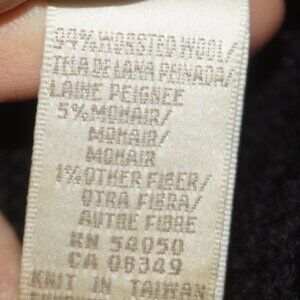 94% WORSTED WOOL/
TELA DE LANA PEINADA/
LAINE PEIGNEE
5% MOHAIR/
MOHAIR/
MOHAIR
1% OTHER FIBER/
OTRA FIBRA/
AUTRE FIBRE
RN 54050
CA 08349
KNIT IN TAIWAN